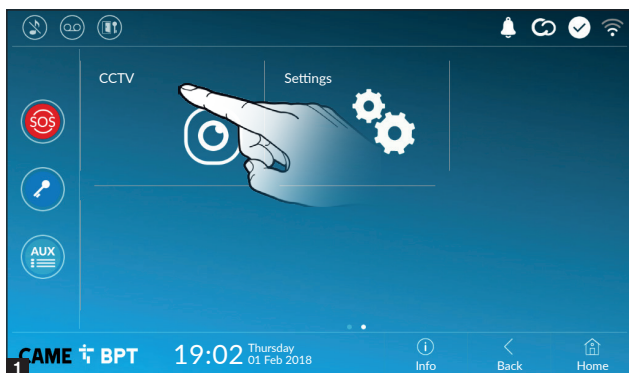 CCTV
Settings
SOS
AUX
1
CAME BPT
19:02
Thursday
01 Feb 2018
Info
Back
Home